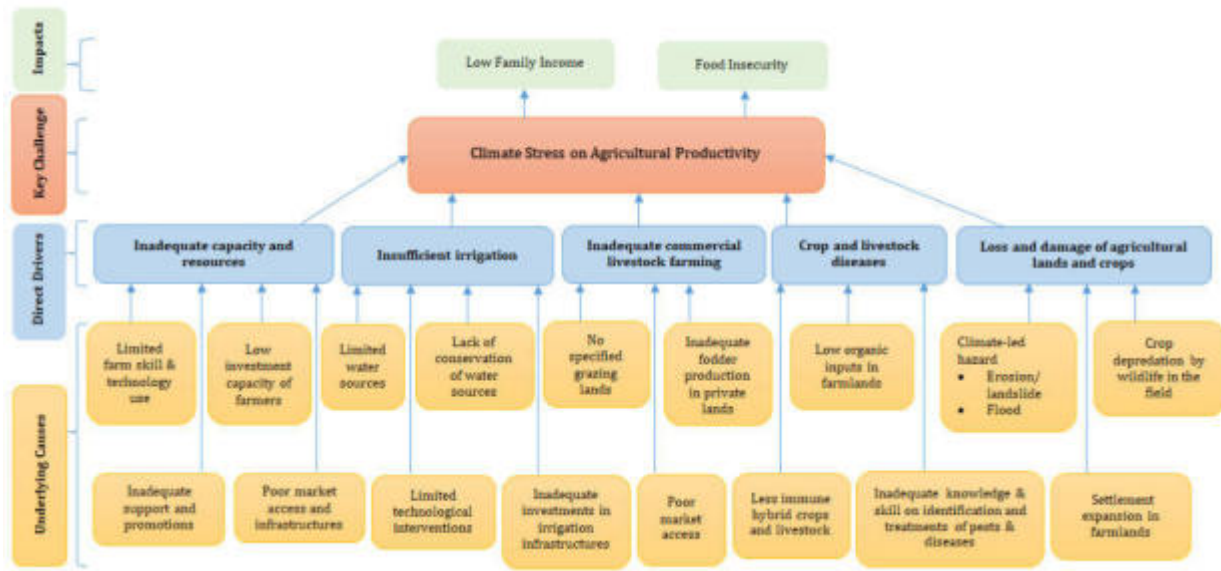 Impacts
Low Family Income
Food Insecurity
Key Challenge
Climate Stress on Agricultural Productivity
Direct Drivers
Inadequate capacity and
resources
Insufficient irrigation
Inadequate commercial
livestock farming
Crop and livestock
diseases
Loss and damage of agricultural
lands and crops
Underlying Causes
Limited
farm skill &
technology
use
Low
investment
capacity of
farmers
Limited
water
sources
Lack of
conservation
of water
sources
No
specified
grazing
lands
Inadequate
fodder
production
in private
lands
Low organic
inputs in
farmlands
Climate-led
hazard
• Erosion/
landslide
• Flood
Crop
depredation by
wildlife in the
field
Inadequate
support and
promotions
Poor market
access and
infrastructures
Limited
technological
interventions
Inadequate
investments in
irrigation
infrastructures
Poor
market
access
Less immune
hybrid crops
and livestock
Inadequate knowledge &
skill on identification and
treatments of pests &
diseases
Settlement
expansion in
farmlands